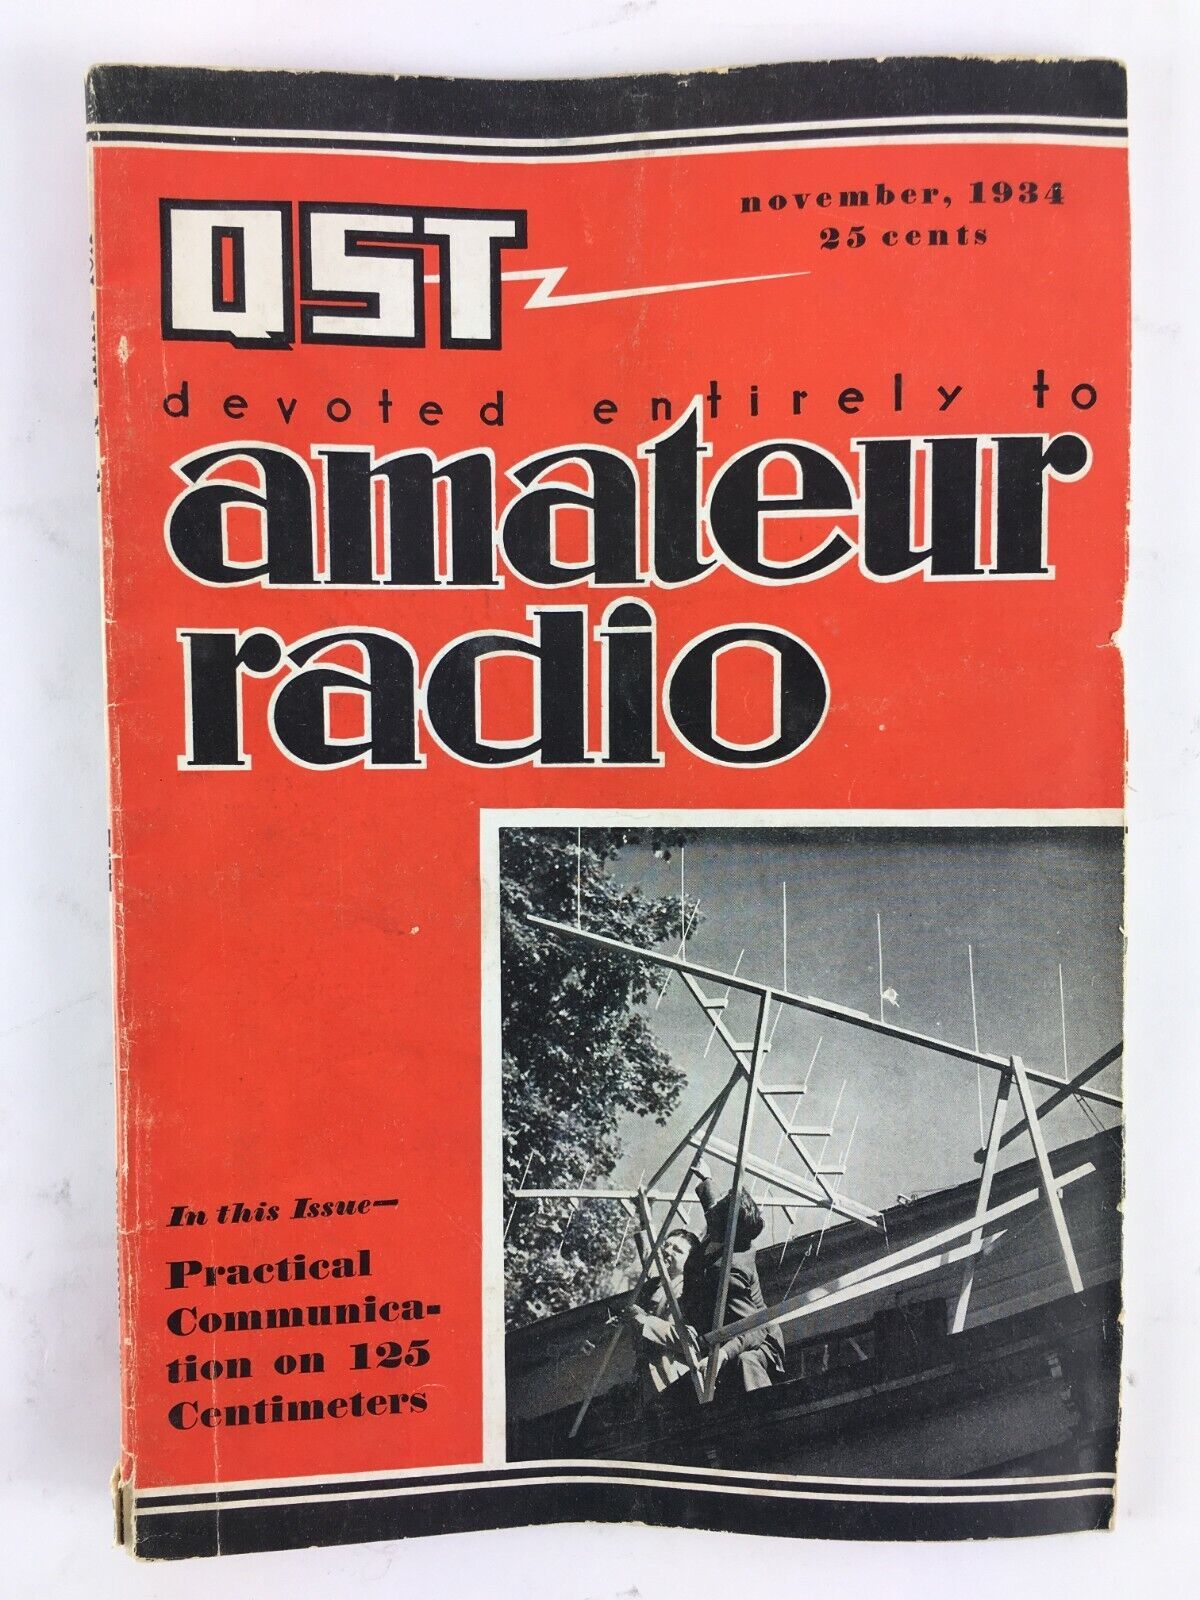 november, 1934
25 cents
QST
devoted entirely to
amateur
radio
In this Issue—
Practical
Communica-
tion on 125
Centimeters